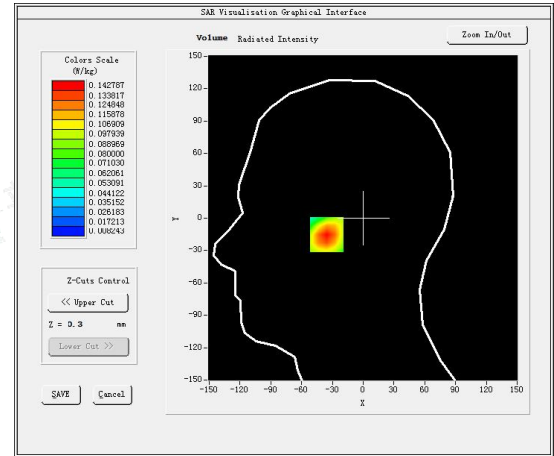 SAR Visualisation Graphical Interface
Volume Radiated Intensity
Zoom In/Out
Colors Scale
(W/kg)
0.142787
0.133817
0.124848
0.115878
0.106909
0.097939
0.088969
0.080000
0.071030
0.062061
0.053091
0.044122
0.035152
0.026183
0.017213
0.008243
Z-Cuts Control
<< Upper Cut
Z = 0.3 mm
Lower Cut >>
SAVE Cancel
150
120
90
60
30
0
-30
-60
-90
-120
-150
Y
-150 -120 -90 -60 -30 0 30 60 90 120 150
X